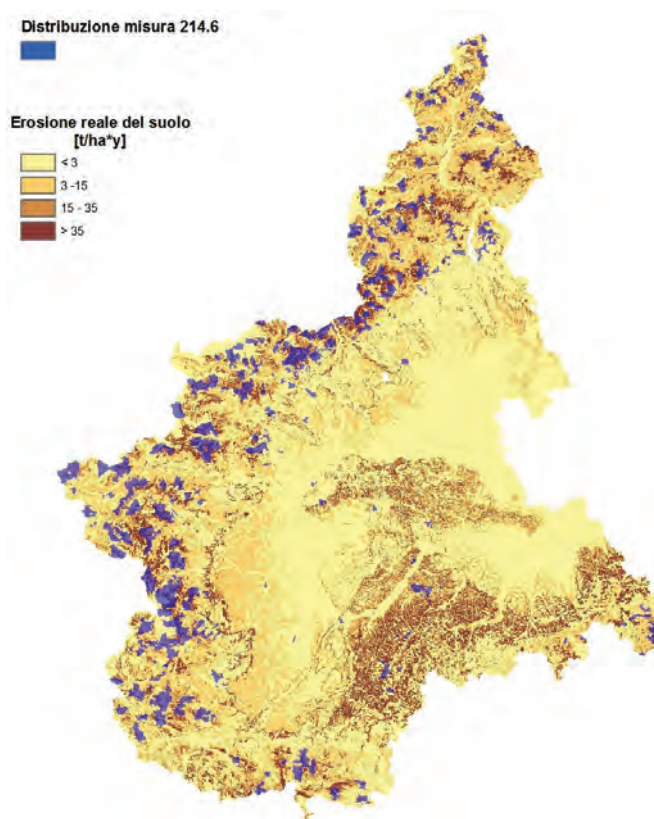 Distribuzione misura 214.6
Erosione reale del suolo
[t/ha*y]
< 3
3 -15
15 - 35
> 35